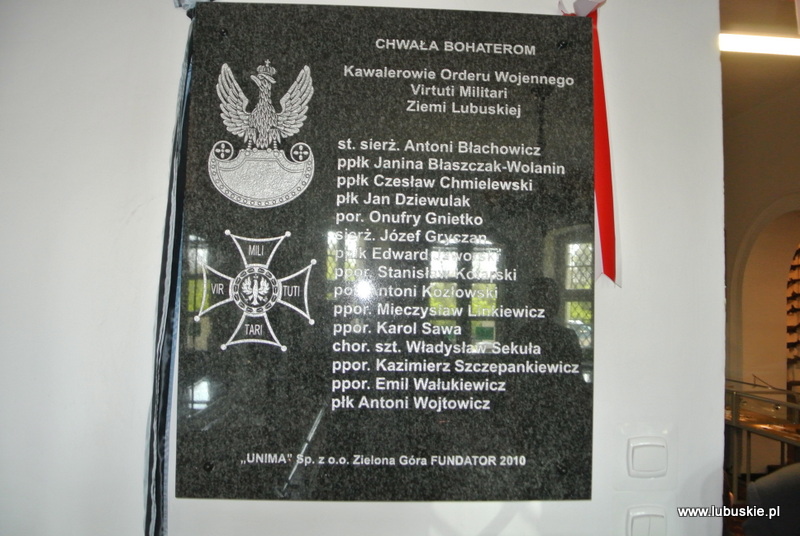 CHWAŁA BOHATEROM
Kawalerowie Orderu Wojennego
Virtuti Militari
Ziemi Lubuskiej
st. sierż. Antoni Błachowicz
ppłk Janina Błaszczak-Wolanin
ppłk Czesław Chmielewski
płk Jan Dziewulak
por. Onufry Gnietko
sierż. Józef Gryczan
ppłk Edward Jaworski
ppor. Stanisław Kotarski
por. Antoni Kozłowski
ppor. Mieczysław Linkiewicz
ppor. Karol Sawa
chor. szt. Władysław Sekuła
ppor. Kazimierz Szczepankiewicz
ppor. Emil Wałukiewicz
płk Antoni Wojtowicz
MILI
VIR TUTI
TARI
„UNIMA” Sp. z o.o. Zielona Góra FUNDATOR 2010
www.lubuskie.pl